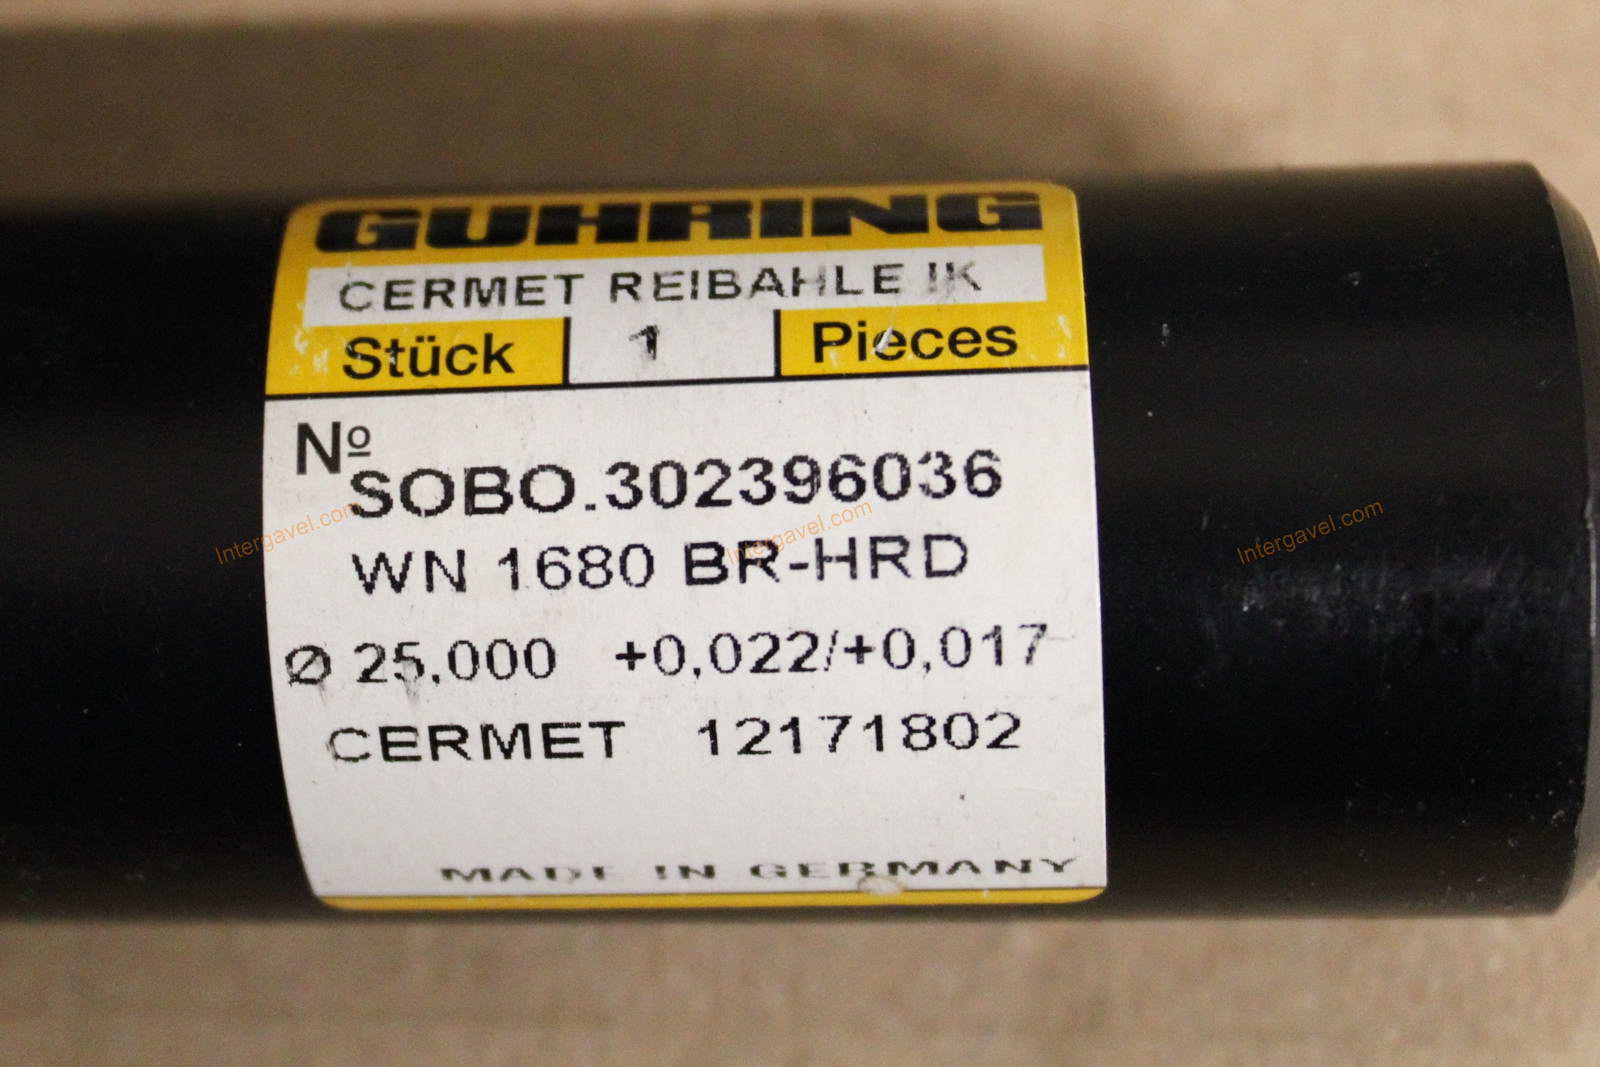 GUHRING
CERMET REIBAHLE IK
Stück 1 Pieces
Nº
SOBO.302396036
WN 1680 BR-HRD
Ø 25,000 +0,022/+0,017
CERMET 12171802
MADE IN GERMANY
Intergavel.com Intergavel.com Intergavel.com